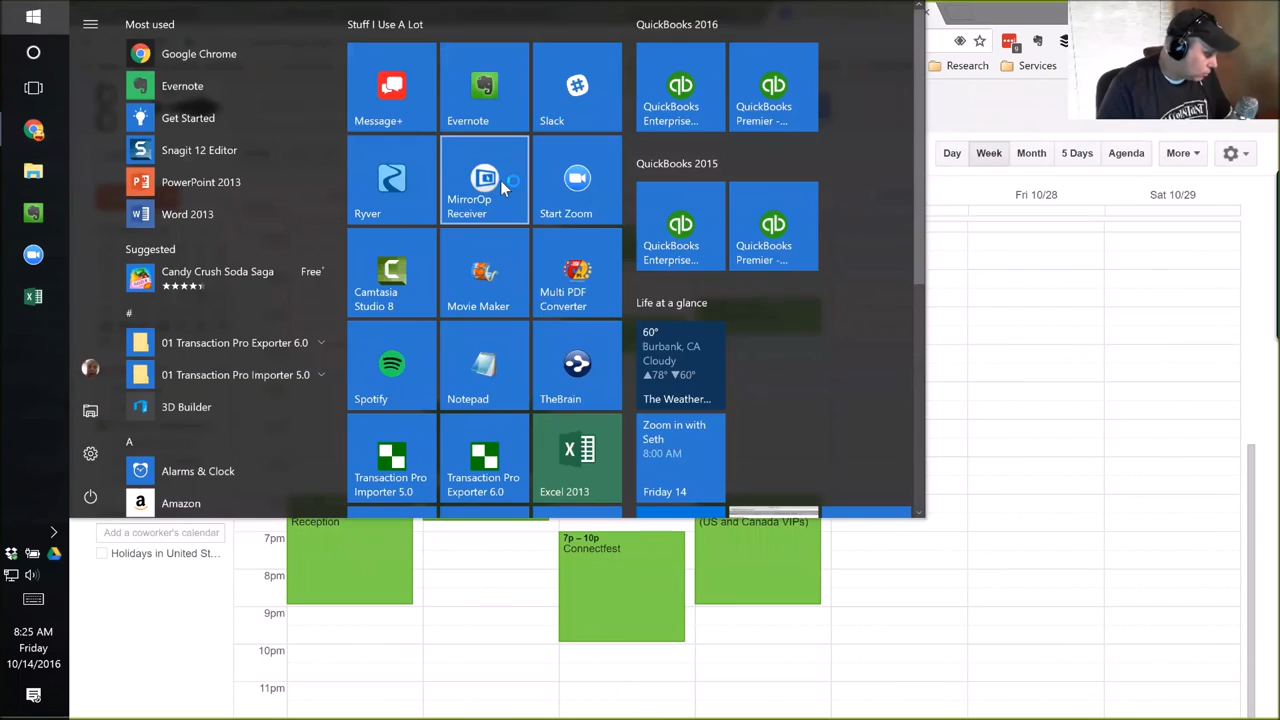 Most used
Google Chrome
Evernote
Get Started
Snagit 12 Editor
PowerPoint 2013
Word 2013
Suggested
Candy Crush Soda Saga
Free*
#
01 Transaction Pro Exporter 6.0
01 Transaction Pro Importer 5.0
3D Builder
A
Alarms & Clock
Amazon
Stuff I Use A Lot
Message+
Evernote
Slack
Ryver
MirrorOp
Receiver
Start Zoom
Camtasia
Studio 8
Movie Maker
Multi PDF
Converter
Spotify
Notepad
TheBrain
Transaction Pro
Importer 5.0
Transaction Pro
Exporter 6.0
Excel 2013
QuickBooks 2016
QuickBooks
Enterprise...
QuickBooks
Premier -...
QuickBooks 2015
QuickBooks
Enterprise...
QuickBooks
Premier -...
Life at a glance
60°
Burbank, CA
Cloudy
▲78° ▼60°
The Weather...
Zoom in with
Seth
8:00 AM
Friday 14
9
Research
Services
Day
Week
Month
5 Days
Agenda
More
Fri 10/28
Sat 10/29
Add a coworker's calendar
Holidays in United St...
7pm
8pm
9pm
10pm
11pm
Reception
7p – 10p
Connectfest
(US and Canada VIPs)
8:25 AM
Friday
10/14/2016